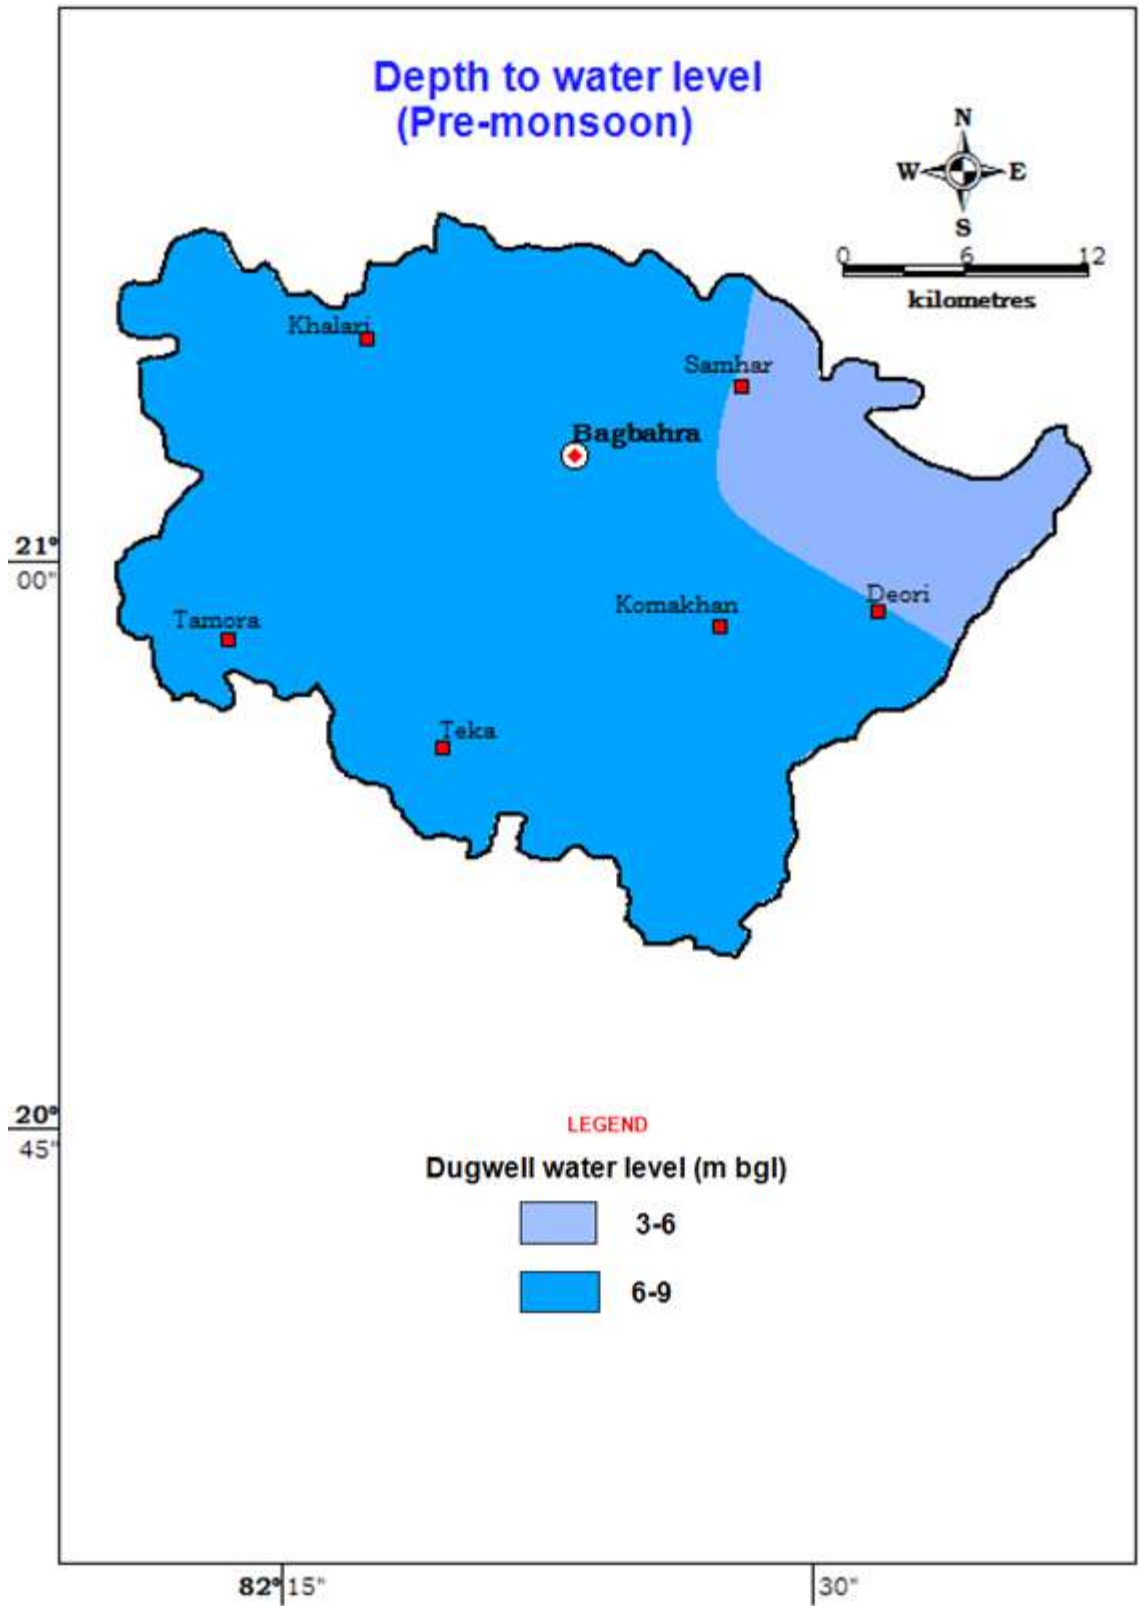 Depth to water level
(Pre-monsoon)
N
W E
S
0 6 12
kilometres
Khalari
Samhar
Bagbahra
21°
00"
Deori
Komakhan
Tamora
Teka
20°
45"
LEGEND
Dugwell water level (m bgl)
3-6
6-9
82° 15" 30"